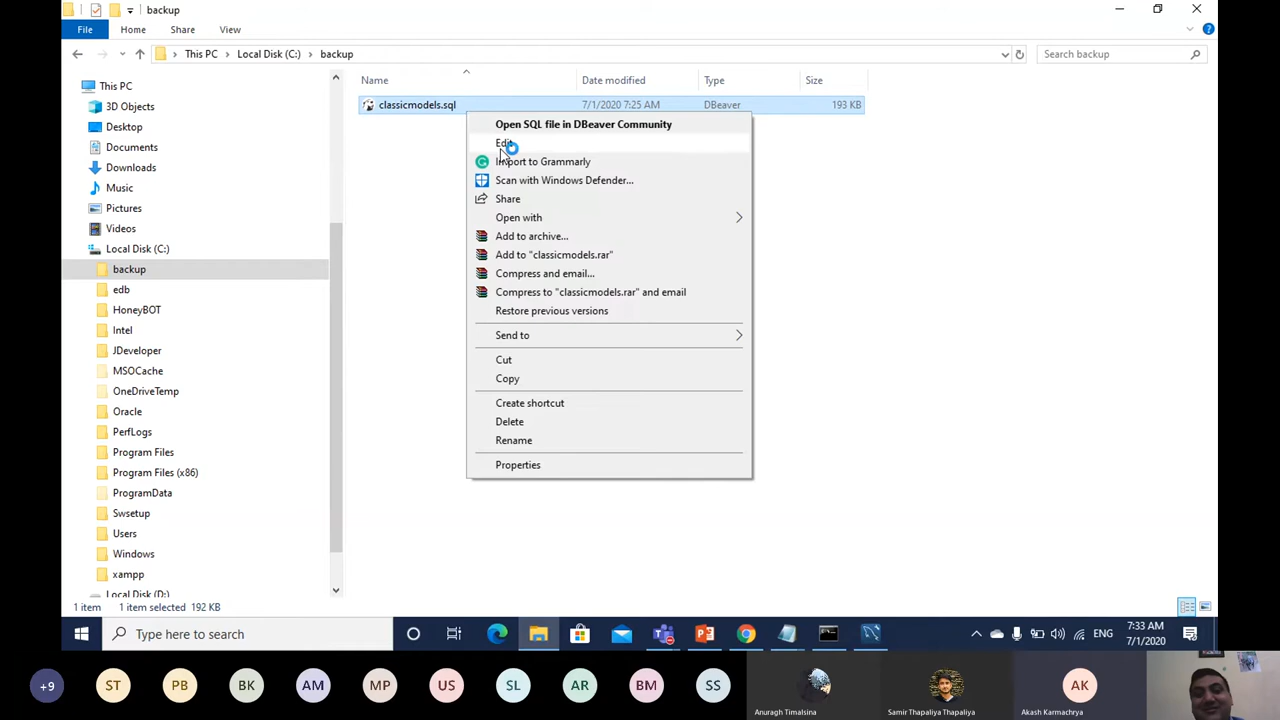 backup
File Home Share View
This PC Local Disk (C:) backup Search backup
Name Date modified Type Size
This PC
3D Objects
Desktop
Documents
Downloads
Music
Pictures
Videos
Local Disk (C:)
backup
edb
HoneyBOT
Intel
JDeveloper
MSOCache
OneDriveTemp
Oracle
PerfLogs
Program Files
Program Files (x86)
ProgramData
Swsetup
Users
Windows
xampp
Local Disk (D:)
classicmodels.sql 7/1/2020 7:25 AM DBeaver 193 KB
Open SQL file in DBeaver Community
Edit
Import to Grammarly
Scan with Windows Defender...
Share
Open with
Add to archive...
Add to "classicmodels.rar"
Compress and email...
Compress to "classicmodels.rar" and email
Restore previous versions
Send to
Cut
Copy
Create shortcut
Delete
Rename
Properties
1 item 1 item selected 192 KB
Type here to search
ENG
7:33 AM
7/1/2020
+9 ST PB BK AM MP US SL AR BM SS AK
Anuragh Timalsina Samir Thapaliya Thapaliya Akash Karmachrya